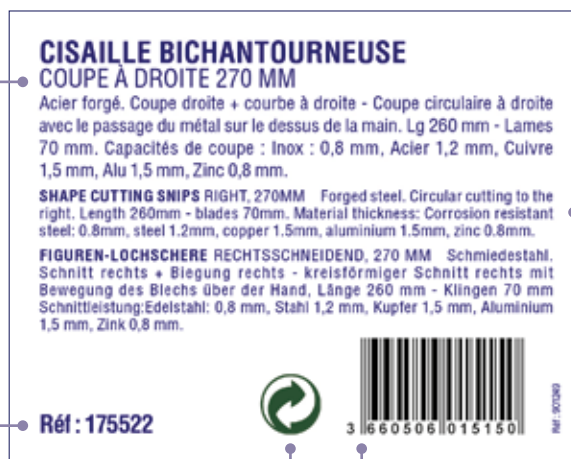 CISAILLE BICHANTOURNEUSE
COUPE À DROITE 270 MM
Acier forgé. Coupe droite + courbe à droite - Coupe circulaire à droite
avec le passage du métal sur le dessus de la main. Lg 260 mm - Lames
70 mm. Capacités de coupe : Inox : 0,8 mm, Acier 1,2 mm, Cuivre
1,5 mm, Alu 1,5 mm, Zinc 0,8 mm.
SHAPE CUTTING SNIPS RIGHT, 270MM Forged steel. Circular cutting to the
right. Length 260mm - blades 70mm. Material thickness: Corrosion resistant
steel: 0.8mm, steel 1.2mm, copper 1.5mm, aluminium 1.5mm, zinc 0.8mm.
FIGUREN-LOCHSCHERE RECHTSSCHNEIDEND, 270 MM Schmiedestahl.
Schnitt rechts + Biegung rechts - kreisförmiger Schnitt rechts mit
Bewegung des Blechs über der Hand, Länge 260 mm - Klingen 70 mm
Schnittleistung:Edelstahl: 0,8 mm, Stahl 1,2 mm, Kupfer 1,5 mm, Aluminium
1,5 mm, Zink 0,8 mm.
Réf : 175522
3 660506 015150
Réf : 901269